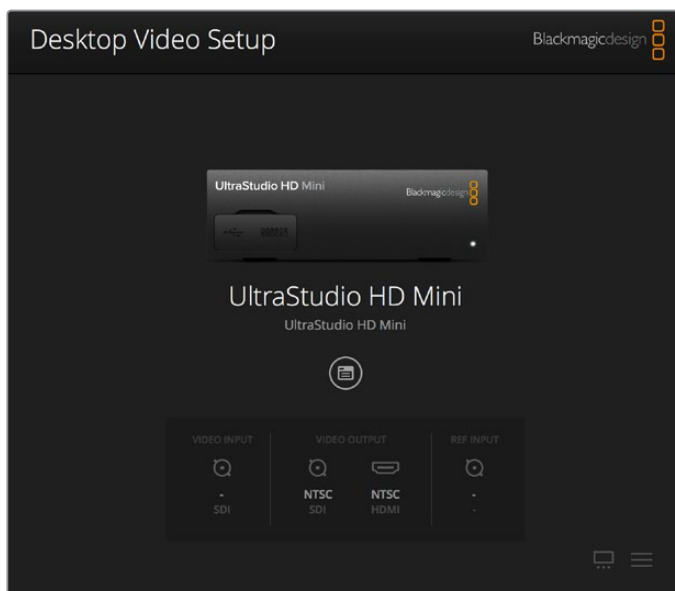 Desktop Video Setup
Blackmagicdesign
UltraStudio HD Mini
Blackmagicdesign
UltraStudio HD Mini
UltraStudio HD Mini
VIDEO INPUT VIDEO OUTPUT REF INPUT
- NTSC NTSC -
SDI SDI HDMI -